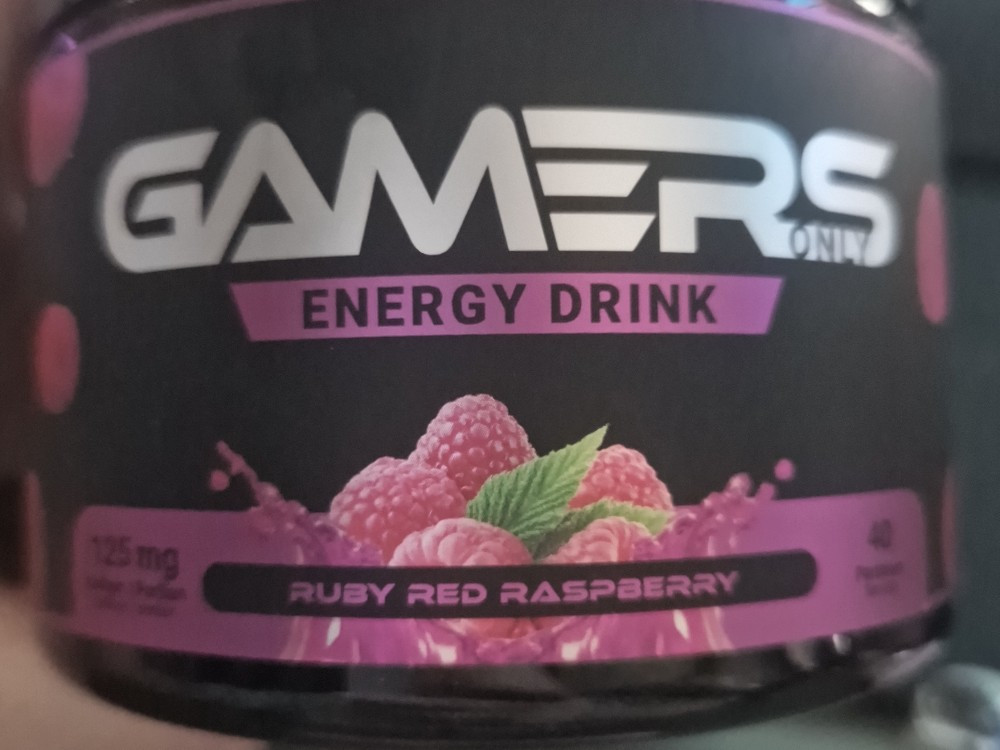 GAMERS
ONLY
ENERGY DRINK
125 mg
40
RUBY RED RASPBERRY